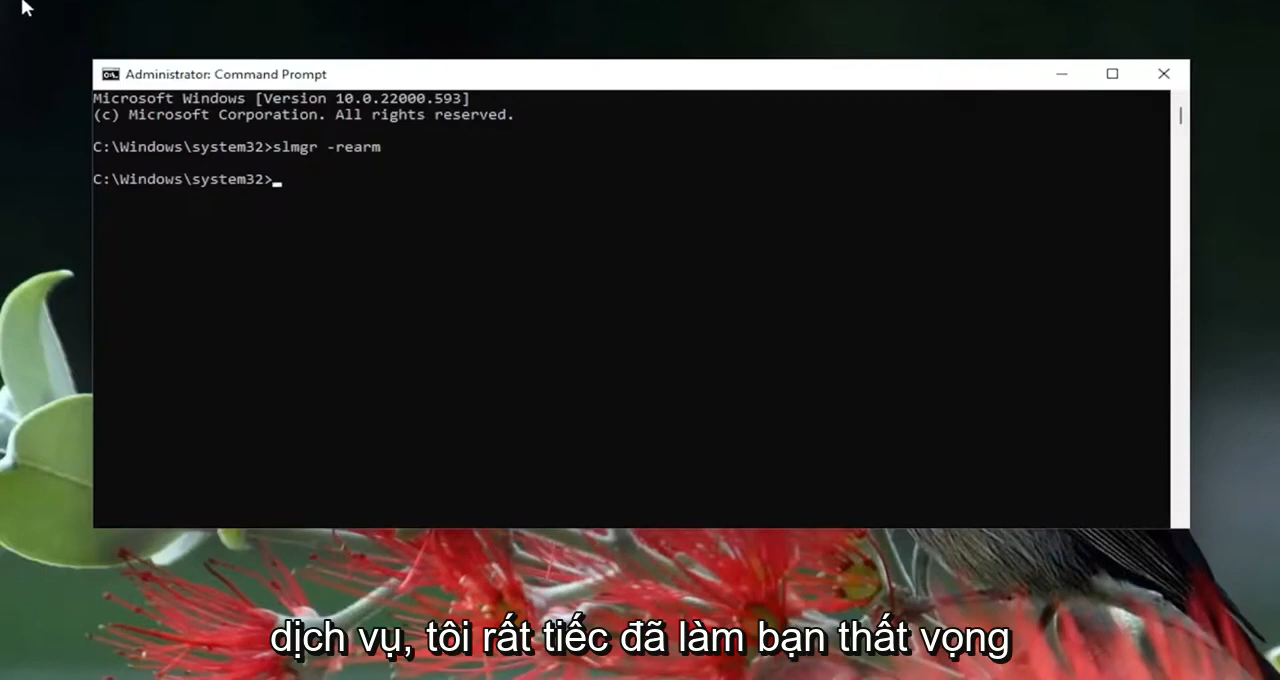 Administrator: Command Prompt
Microsoft Windows [Version 10.0.22000.593]
(c) Microsoft Corporation. All rights reserved.
C:\Windows\system32>slmgr -rearm
C:\Windows\system32>
dịch vụ, tôi rất tiếc đã làm bạn thất vọng